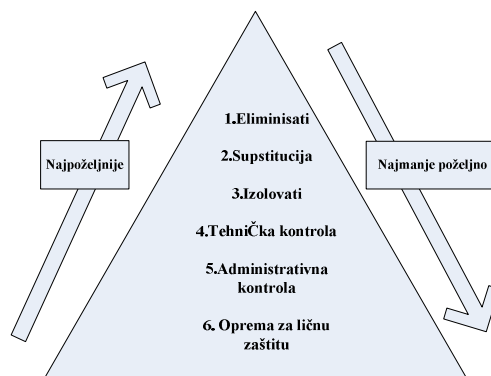 1.Eliminisati
2.Supstitucija
Najpoželjnije
Najmanje poželjno
3.Izolovati
4.TehniČka kontrola
5.Administrativna
kontrola
6. Oprema za ličnu
zaštitu